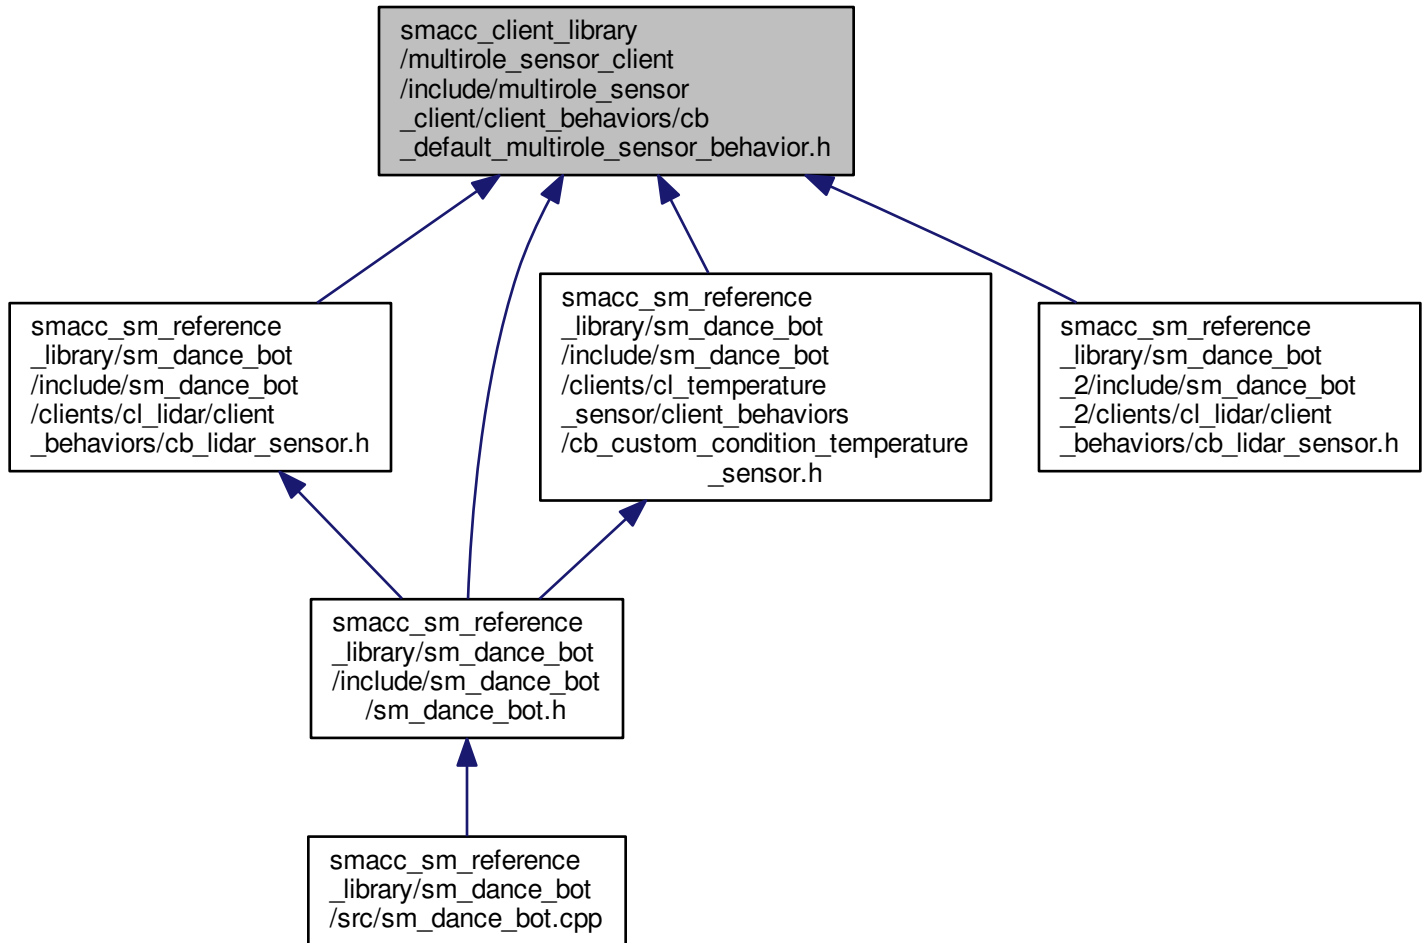 smacc_client_library
/multirole_sensor_client
/include/multirole_sensor
_client/client_behaviors/cb
_default_multirole_sensor_behavior.h
smacc_sm_reference
_library/sm_dance_bot
/include/sm_dance_bot
/clients/cl_lidar/client
_behaviors/cb_lidar_sensor.h
smacc_sm_reference
_library/sm_dance_bot
/include/sm_dance_bot
/clients/cl_temperature
_sensor/client_behaviors
/cb_custom_condition_temperature
_sensor.h
smacc_sm_reference
_library/sm_dance_bot
_2/include/sm_dance_bot
_2/clients/cl_lidar/client
_behaviors/cb_lidar_sensor.h
smacc_sm_reference
_library/sm_dance_bot
/include/sm_dance_bot
/sm_dance_bot.h
smacc_sm_reference
_library/sm_dance_bot
/src/sm_dance_bot.cpp